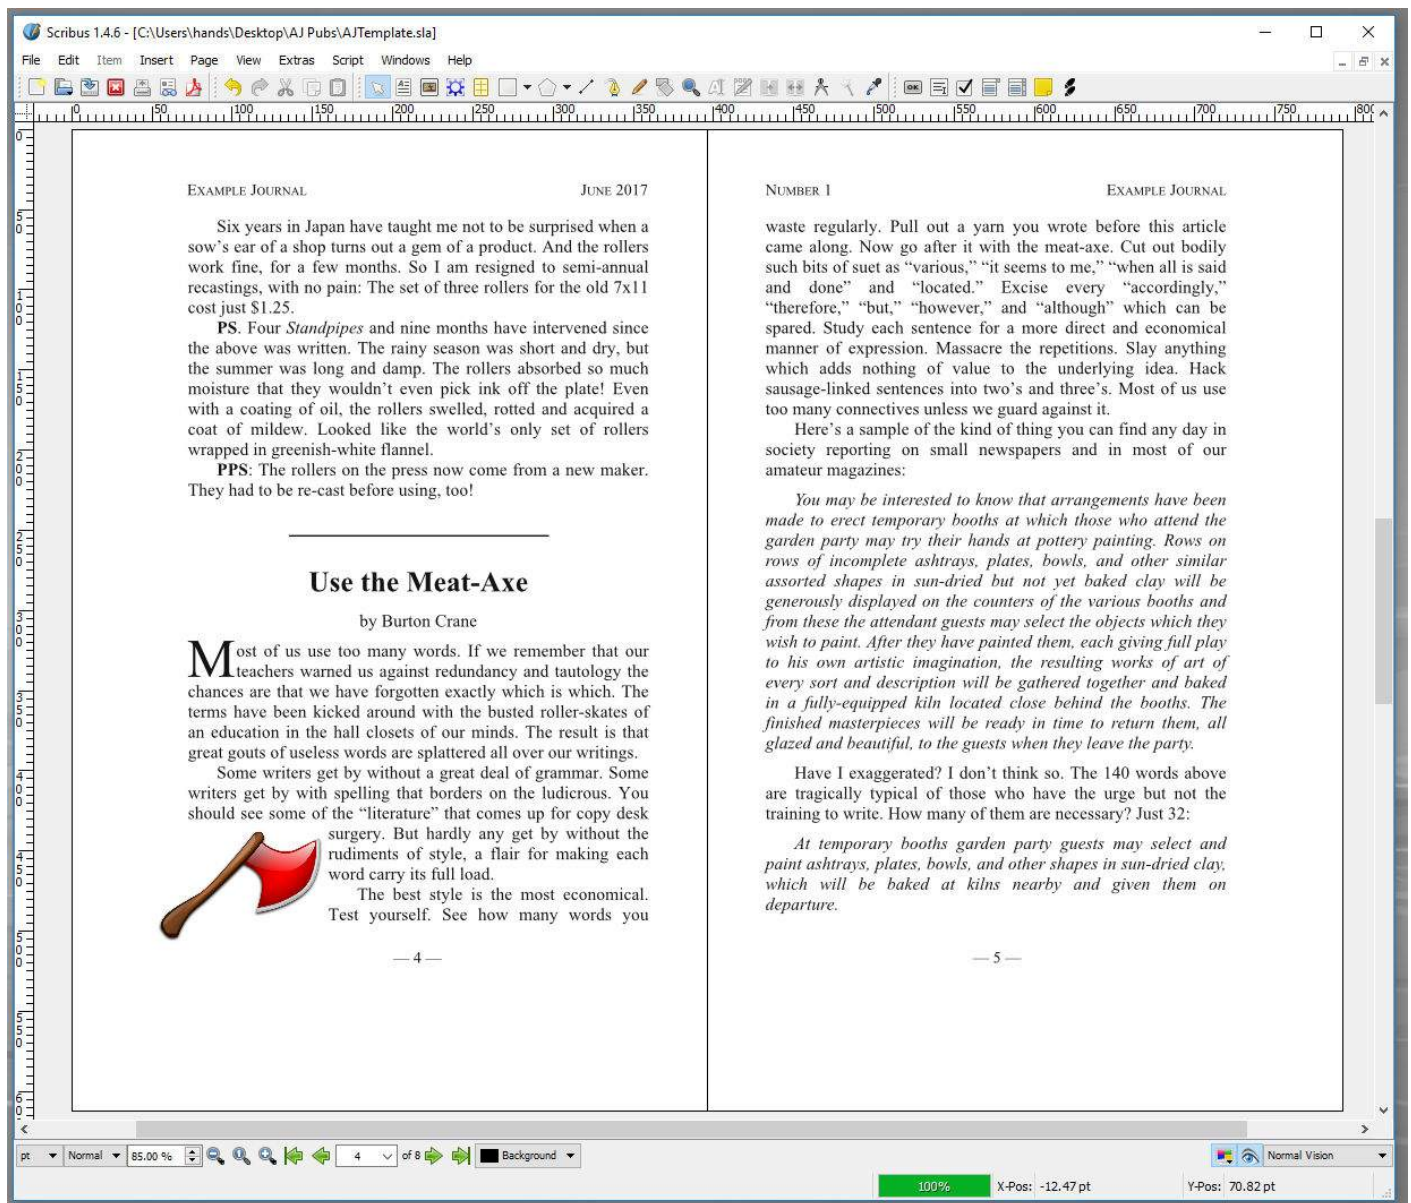 Scribus 1.4.6 - [C:\Users\hands\Desktop\AJ Pubs\AJTemplate.sla]
File Edit Item Insert Page View Extras Script Windows Help
0 50 100 150 200 250 300 350 400 450 500 550 600 650 700 750 800
EXAMPLE JOURNAL JUNE 2017
Six years in Japan have taught me not to be surprised when a
sow's ear of a shop turns out a gem of a product. And the rollers
work fine, for a few months. So I am resigned to semi-annual
recastings, with no pain: The set of three rollers for the old 7x11
cost just $1.25.
PS. Four Standpipes and nine months have intervened since
the above was written. The rainy season was short and dry, but
the summer was long and damp. The rollers absorbed so much
moisture that they wouldn't even pick ink off the plate! Even
with a coating of oil, the rollers swelled, rotted and acquired a
coat of mildew. Looked like the world's only set of rollers
wrapped in greenish-white flannel.
PPS: The rollers on the press now come from a new maker.
They had to be re-cast before using, too!
Use the Meat-Axe
by Burton Crane
Most of us use too many words. If we remember that our
teachers warned us against redundancy and tautology the
chances are that we have forgotten exactly which is which. The
terms have been kicked around with the busted roller-skates of
an education in the hall closets of our minds. The result is that
great gouts of useless words are splattered all over our writings.
Some writers get by without a great deal of grammar. Some
writers get by with spelling that borders on the ludicrous. You
should see some of the “literature” that comes up for copy desk
surgery. But hardly any get by without the
rudiments of style, a flair for making each
word carry its full load.
The best style is the most economical.
Test yourself. See how many words you
— 4 —
NUMBER 1 EXAMPLE JOURNAL
waste regularly. Pull out a yarn you wrote before this article
came along. Now go after it with the meat-axe. Cut out bodily
such bits of suet as “various,” “it seems to me,” “when all is said
and done” and “located.” Excise every “accordingly,”
“therefore,” “but,” “however,” and “although” which can be
spared. Study each sentence for a more direct and economical
manner of expression. Massacre the repetitions. Slay anything
which adds nothing of value to the underlying idea. Hack
sausage-linked sentences into two's and three's. Most of us use
too many connectives unless we guard against it.
Here's a sample of the kind of thing you can find any day in
society reporting on small newspapers and in most of our
amateur magazines:
You may be interested to know that arrangements have been
made to erect temporary booths at which those who attend the
garden party may try their hands at pottery painting. Rows on
rows of incomplete ashtrays, plates, bowls, and other similar
assorted shapes in sun-dried but not yet baked clay will be
generously displayed on the counters of the various booths and
from these the attendant guests may select the objects which they
wish to paint. After they have painted them, each giving full play
to his own artistic imagination, the resulting works of art of
every sort and description will be gathered together and baked
in a fully-equipped kiln located close behind the booths. The
finished masterpieces will be ready in time to return them, all
glazed and beautiful, to the guests when they leave the party.
Have I exaggerated? I don't think so. The 140 words above
are tragically typical of those who have the urge but not the
training to write. How many of them are necessary? Just 32:
At temporary booths garden party guests may select and
paint ashtrays, plates, bowls, and other shapes in sun-dried clay,
which will be baked at kilns nearby and given them on
departure.
— 5 —
pt Normal 85.00 % 4 of 8 Background Normal Vision
100% X-Pos: -12.47 pt Y-Pos: 70.82 pt